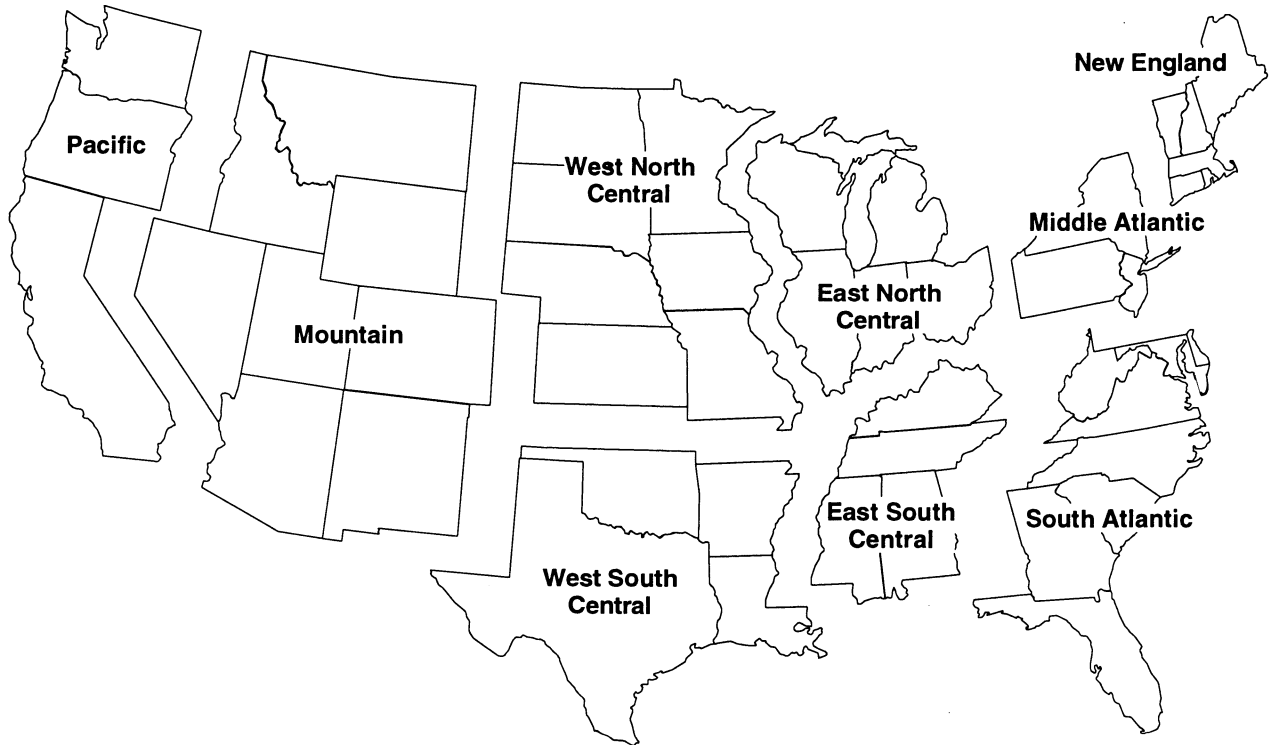 New England
Pacific
West North
Central
Middle Atlantic
East North
Central
Mountain
East South
Central
South Atlantic
West South
Central